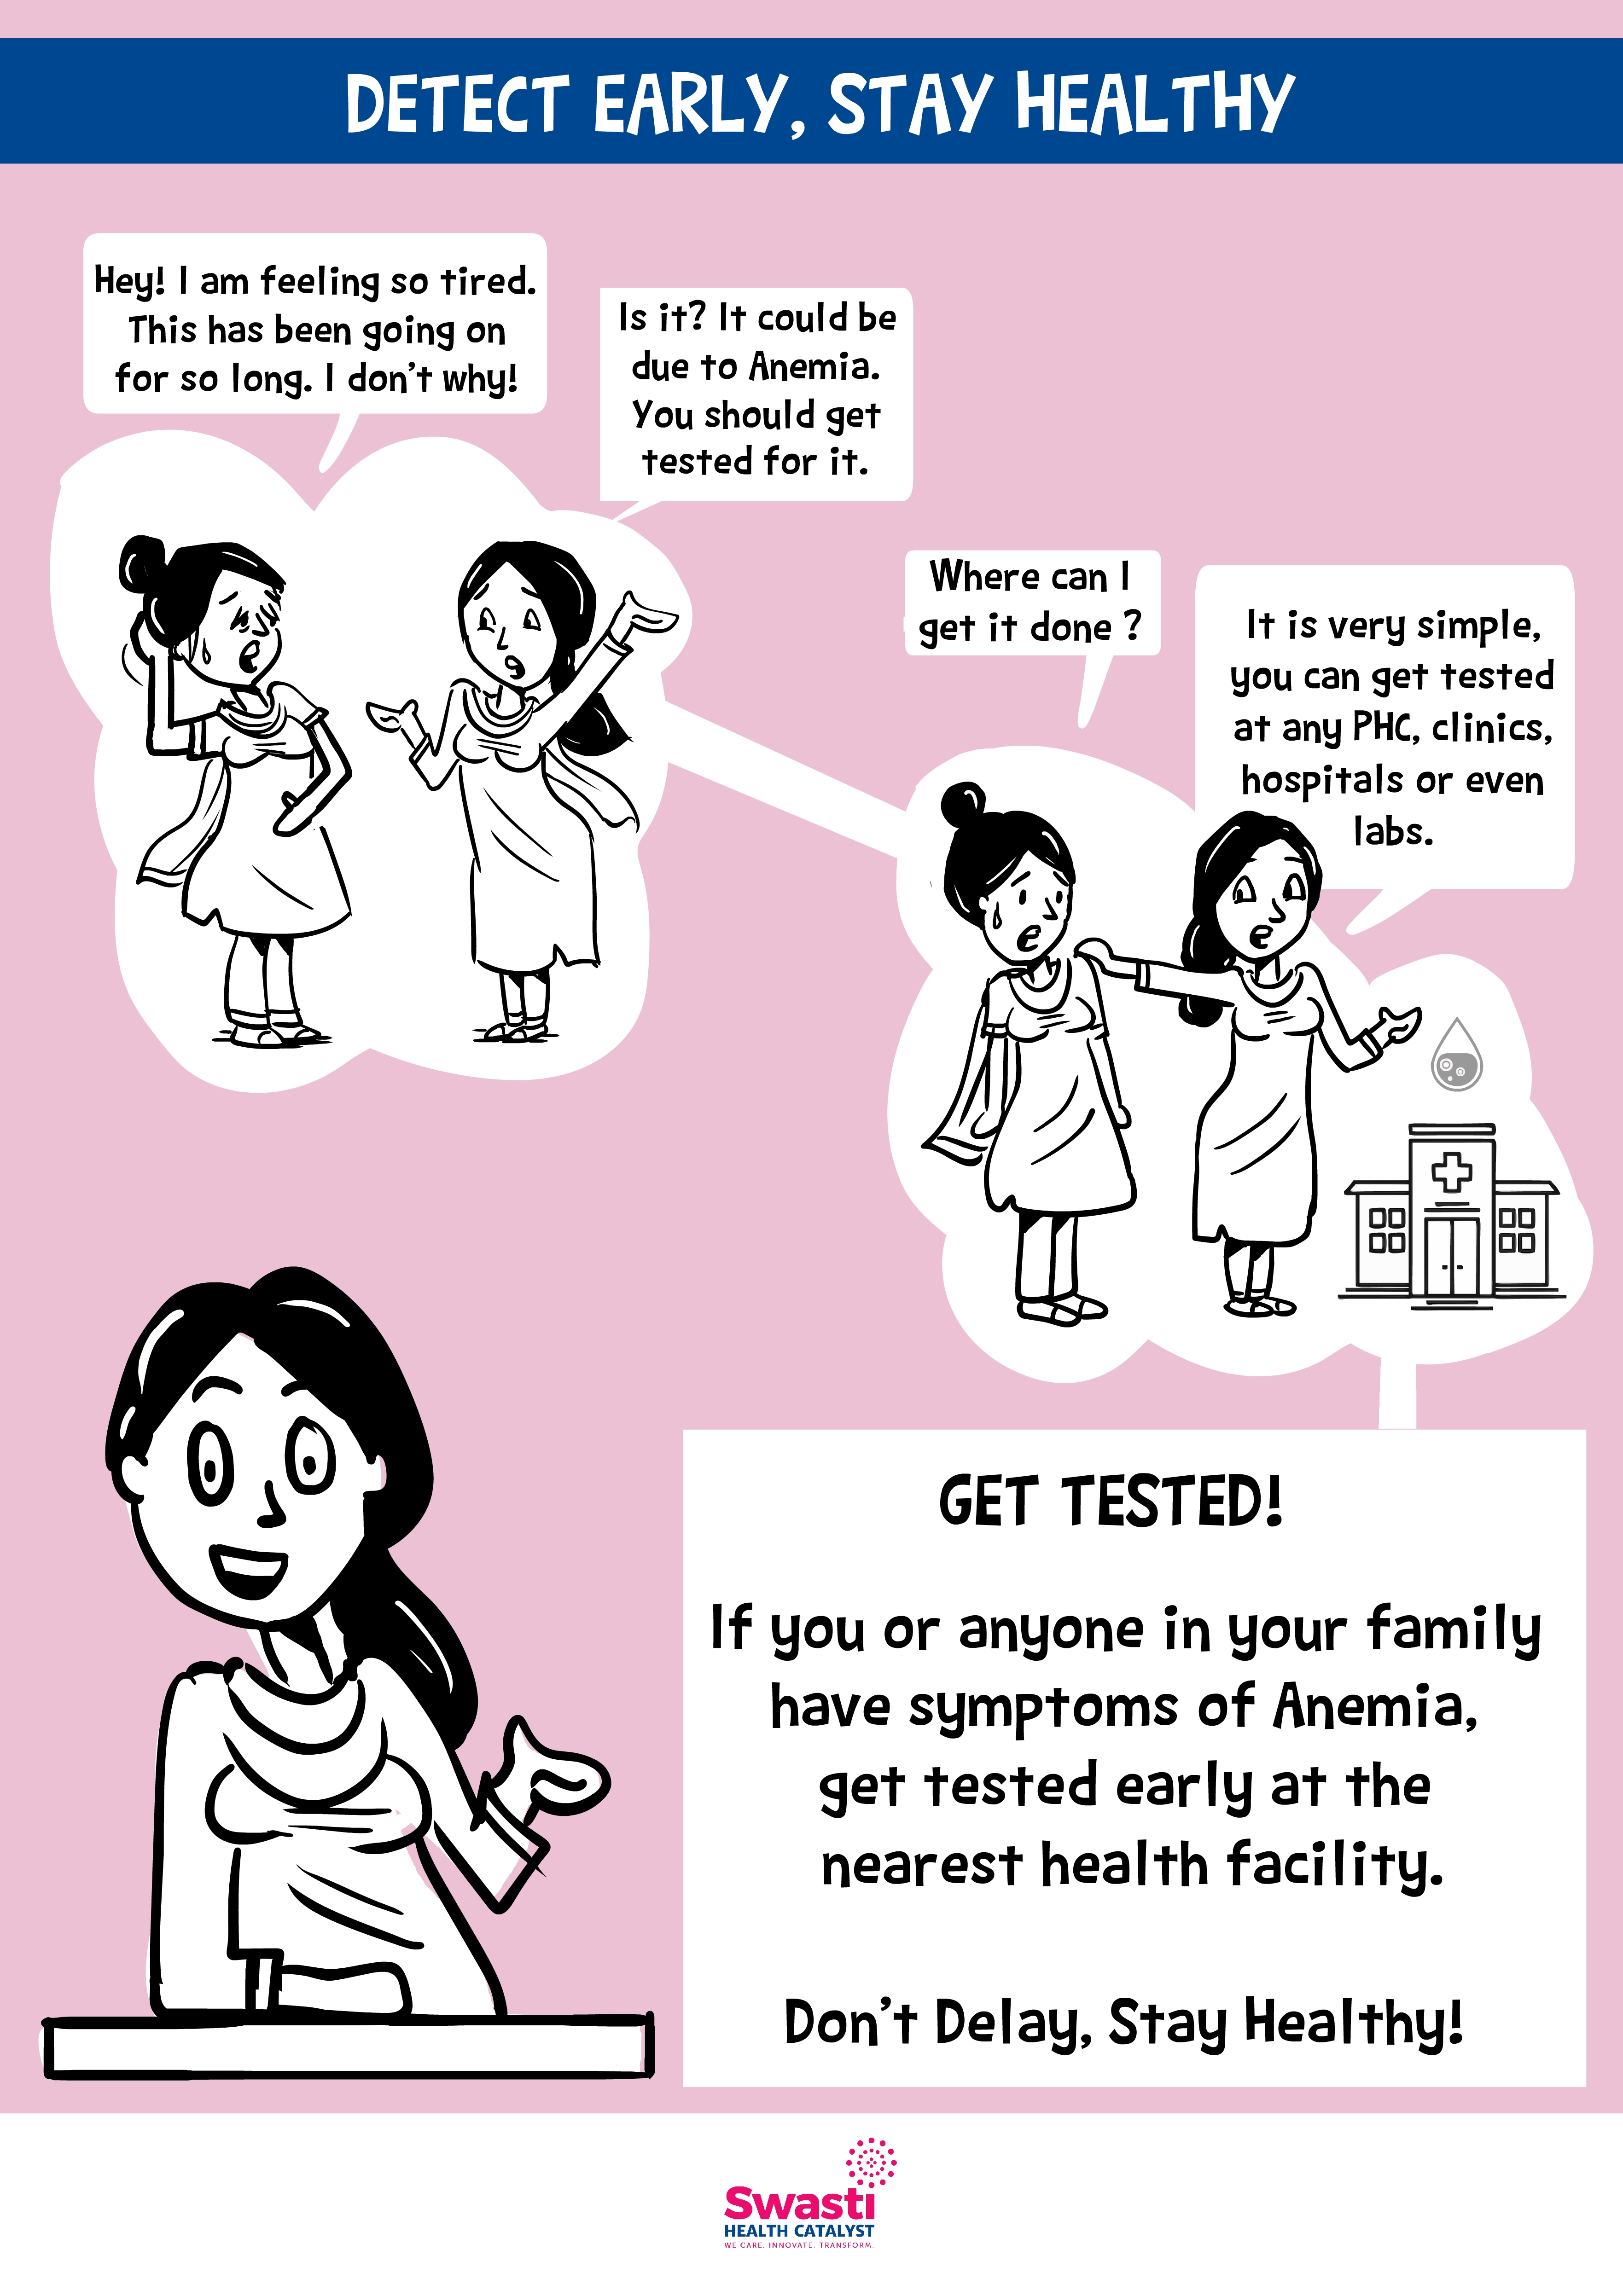 DETECT EARLY, STAY HEALTHY
Hey! I am feeling so tired.
This has been going on
for so long. I don't why!
Is it? It could be
due to Anemia.
You should get
tested for it.
Where can I
get it done ?
It is very simple,
you can get tested
at any PHC, clinics,
hospitals or even
labs.
GET TESTED!
If you or anyone in your family
have symptoms of Anemia,
get tested early at the
nearest health facility.
Don't Delay, Stay Healthy!
Swasti
HEALTH CATALYST
WE CARE. INNOVATE. TRANSFORM.